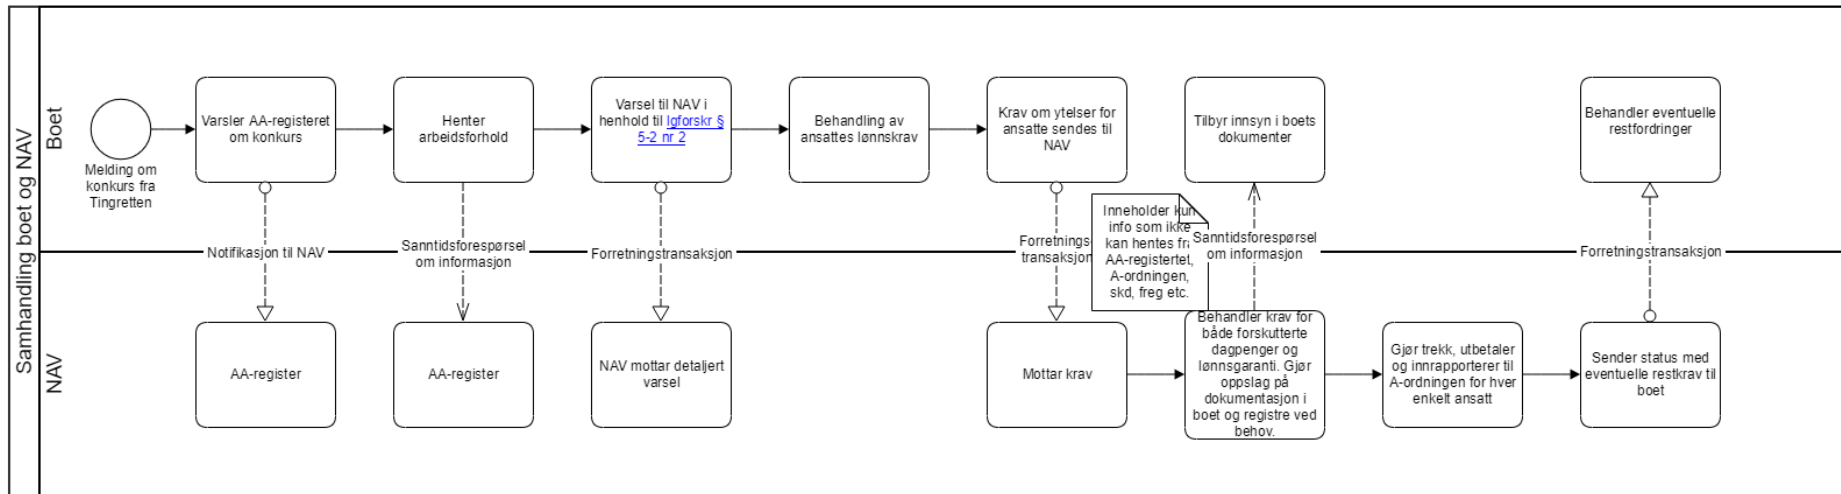 Samhandling boet og NAV
Boet
Melding om
konkurs fra
Tingretten
Varsler AA-registeret
om konkurs
Henter
arbeidsforhold
Varsel til NAV i
henhold til lgforskr §
5-2 nr 2
Behandling av
ansattes lønnskrav
Krav om ytelser for
ansatte sendes til
NAV
Tilbyr innsyn i boets
dokumenter
Behandler eventuelle
restfordringer
Notifikasjon til NAV
Sanntidsforespørsel
om informasjon
Forretningstransaksjon
Forretnings
transaksjon
Inneholder kun
info som ikke
kan hentes fra
AA-registertet,
A-ordningen,
skd, freg etc.
Sanntidsforespørsel
om informasjon
Forretningstransaksjon
NAV
AA-register
AA-register
NAV mottar detaljert
varsel
Mottar krav
Behandler krav for
både forskutterte
dagpenger og
lønnsgaranti. Gjør
oppslag på
dokumentasjon i
boet og registre ved
behov.
Gjør trekk, utbetaler
og innrapporterer til
A-ordningen for hver
enkelt ansatt
Sender status med
eventuelle restkrav til
boet